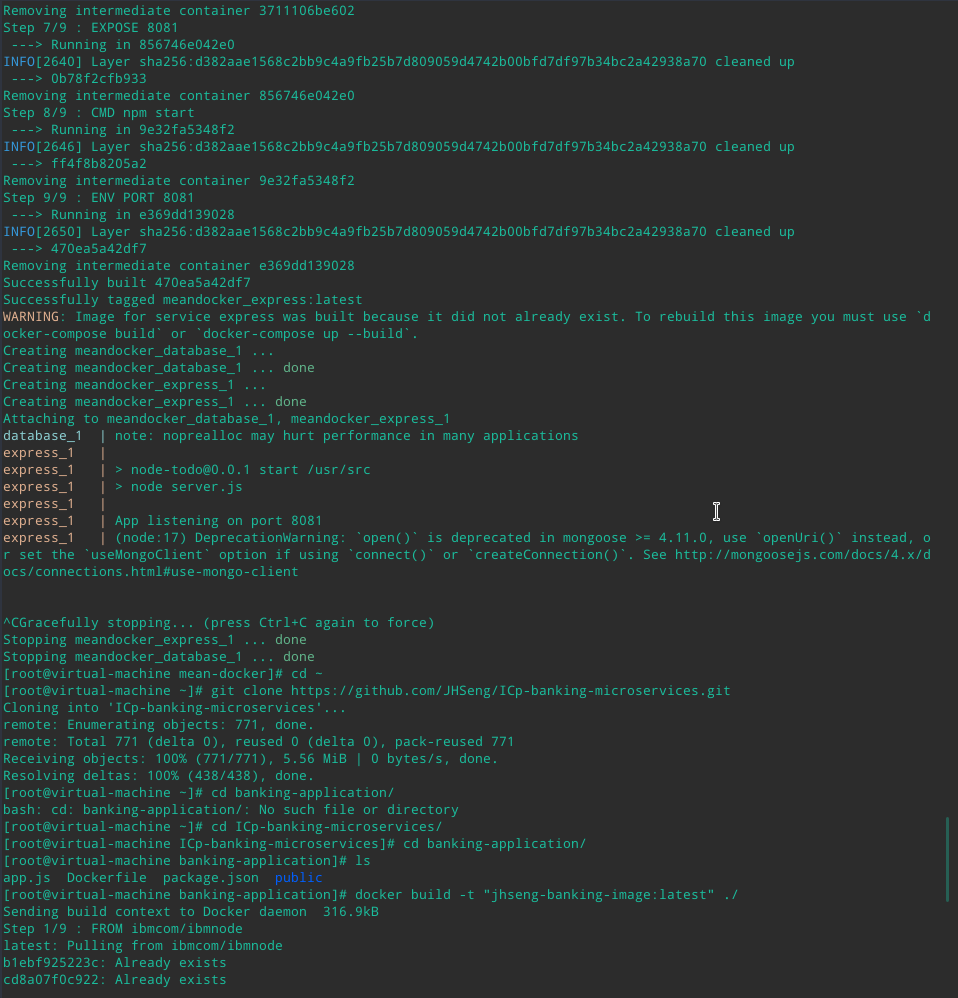 Removing intermediate container 3711106be602
Step 7/9 : EXPOSE 8081
 ---> Running in 856746e042e0
INFO[2640] Layer sha256:d382aae1568c2bb9c4a9fb25b7d809059d4742b00bfd7df97b34bc2a42938a70 cleaned up
 ---> 0b78f2cfb933
Removing intermediate container 856746e042e0
Step 8/9 : CMD npm start
 ---> Running in 9e32fa5348f2
INFO[2646] Layer sha256:d382aae1568c2bb9c4a9fb25b7d809059d4742b00bfd7df97b34bc2a42938a70 cleaned up
 ---> ff4f8b8205a2
Removing intermediate container 9e32fa5348f2
Step 9/9 : ENV PORT 8081
 ---> Running in e369dd139028
INFO[2650] Layer sha256:d382aae1568c2bb9c4a9fb25b7d809059d4742b00bfd7df97b34bc2a42938a70 cleaned up
 ---> 470ea5a42df7
Removing intermediate container e369dd139028
Successfully built 470ea5a42df7
Successfully tagged meandocker_express:latest
WARNING: Image for service express was built because it did not already exist. To rebuild this image you must use `d
ocker-compose build` or `docker-compose up --build`.
Creating meandocker_database_1 ...
Creating meandocker_database_1 ... done
Creating meandocker_express_1 ...
Creating meandocker_express_1 ... done
Attaching to meandocker_database_1, meandocker_express_1
database_1  | note: noprealloc may hurt performance in many applications
express_1   |
express_1   | > node-todo@0.0.1 start /usr/src
express_1   | > node server.js
express_1   |
express_1   | App listening on port 8081
express_1   | (node:17) DeprecationWarning: `open()` is deprecated in mongoose >= 4.11.0, use `openUri()` instead, o
r set the `useMongoClient` option if using `connect()` or `createConnection()`. See http://mongoosejs.com/docs/4.x/d
ocs/connections.html#use-mongo-client
^CGracefully stopping... (press Ctrl+C again to force)
Stopping meandocker_express_1 ... done
Stopping meandocker_database_1 ... done
[root@virtual-machine mean-docker]# cd ~
[root@virtual-machine ~]# git clone https://github.com/JHSeng/ICp-banking-microservices.git
Cloning into 'ICp-banking-microservices'...
remote: Enumerating objects: 771, done.
remote: Total 771 (delta 0), reused 0 (delta 0), pack-reused 771
Receiving objects: 100% (771/771), 5.56 MiB | 0 bytes/s, done.
Resolving deltas: 100% (438/438), done.
[root@virtual-machine ~]# cd banking-application/
bash: cd: banking-application/: No such file or directory
[root@virtual-machine ~]# cd ICp-banking-microservices/
[root@virtual-machine ICp-banking-microservices]# cd banking-application/
[root@virtual-machine banking-application]# ls
app.js  Dockerfile  package.json  public
[root@virtual-machine banking-application]# docker build -t "jhseng-banking-image:latest" ./
Sending build context to Docker daemon  316.9kB
Step 1/9 : FROM ibmcom/ibmnode
latest: Pulling from ibmcom/ibmnode
b1ebf925223c: Already exists
cd8a07f0c922: Already exists